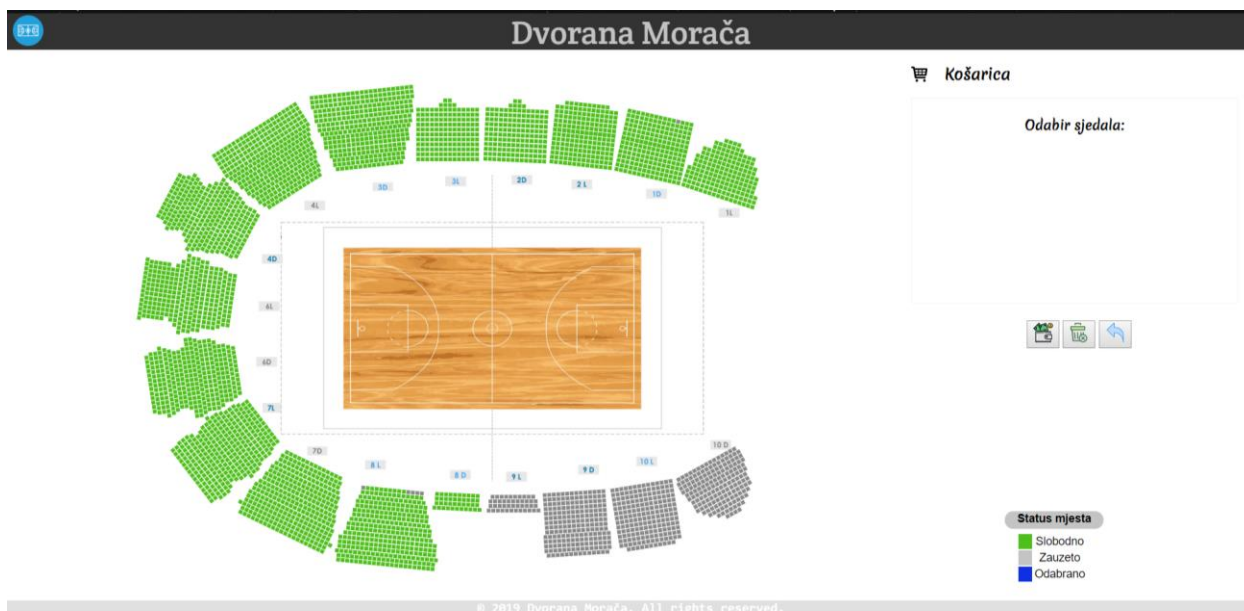 Dvorana Morača
Košarica
Odabir sjedala:
3D
3L
2D
2 L
1D
1L
4L
4D
6L
6D
7L
7D
8 L
8 D
9 L
9 D
10 L
10 D
Status mjesta
Slobodno
Zauzeto
Odabrano
© 2019 Dvorana Morača. All rights reserved.